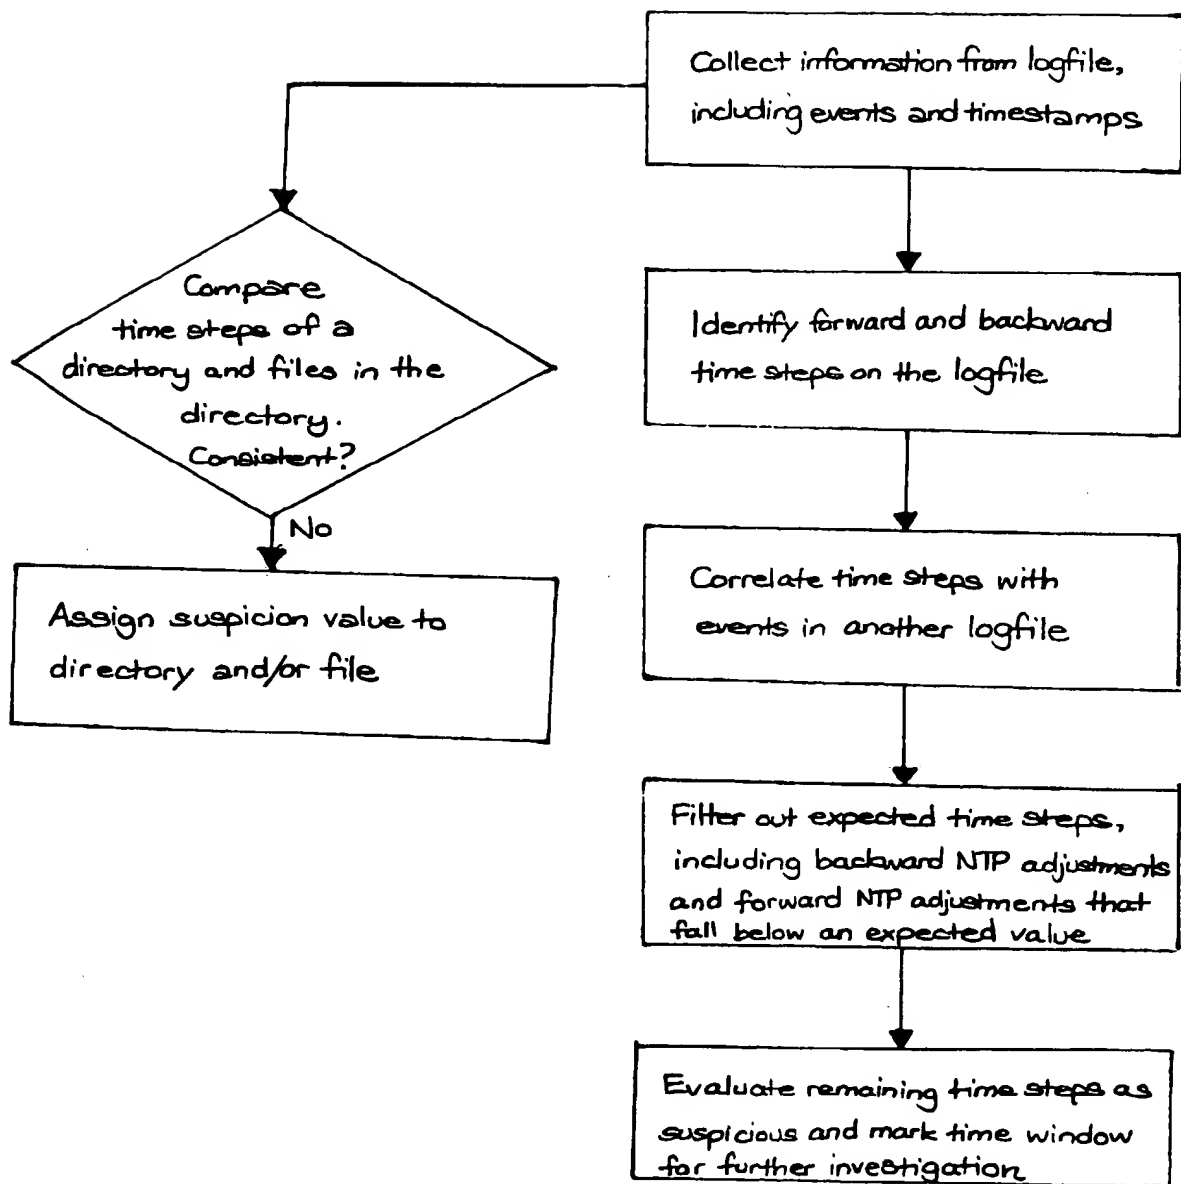 Collect information from logfile,
including events and timestamps
Compare
time steps of a
directory and files in the
directory.
Consistent?
Identify forward and backward
time steps on the logfile
No
Correlate time steps with
events in another logfile
Assign suspicion value to
directory and/or file
Filter out expected time steps,
including backward NTP adjustments
and forward NTP adjustments that
fall below an expected value
Evaluate remaining time steps as
suspicious and mark time window
for further investigation